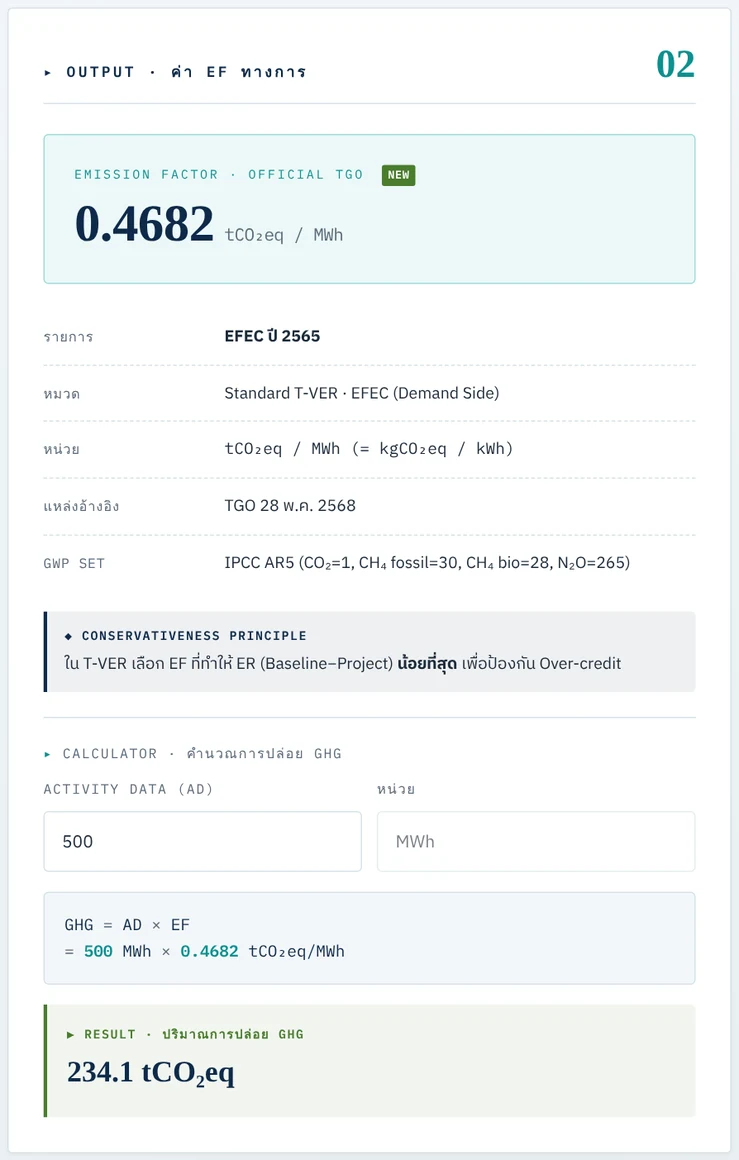 ▸ OUTPUT · ค่า EF ทางการ
02
EMISSION FACTOR · OFFICIAL TGO NEW
0.4682 tCO₂eq / MWh
รายการ EFEC ปี 2565
หมวด Standard T-VER · EFEC (Demand Side)
หน่วย tCO₂eq / MWh (= kgCO₂eq / kWh)
แหล่งอ้างอิง TGO 28 พ.ค. 2568
GWP SET IPCC AR5 (CO₂=1, CH₄ fossil=30, CH₄ bio=28, N₂O=265)
◆ CONSERVATIVENESS PRINCIPLE
ใน T-VER เลือก EF ที่ทำให้ ER (Baseline−Project) น้อยที่สุด เพื่อป้องกัน Over-credit
▸ CALCULATOR · คำนวณการปล่อย GHG
ACTIVITY DATA (AD) หน่วย
500 MWh
GHG = AD × EF
= 500 MWh × 0.4682 tCO₂eq/MWh
▶ RESULT · ปริมาณการปล่อย GHG
234.1 tCO₂eq